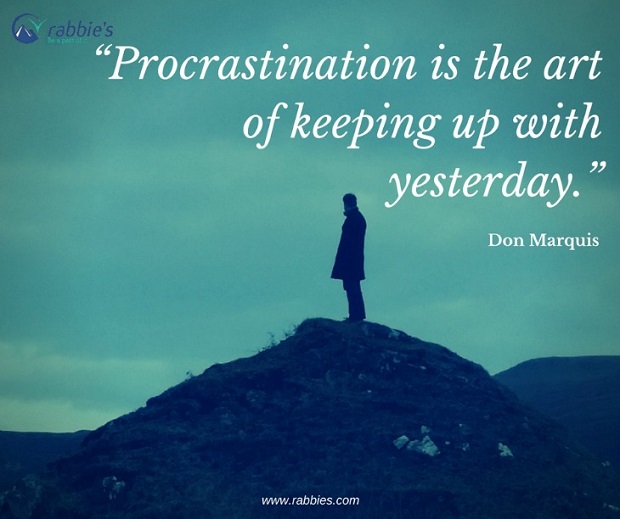 rabbie's
“Procrastination is the art
of keeping up with
yesterday.”
Don Marquis
www.rabbies.com